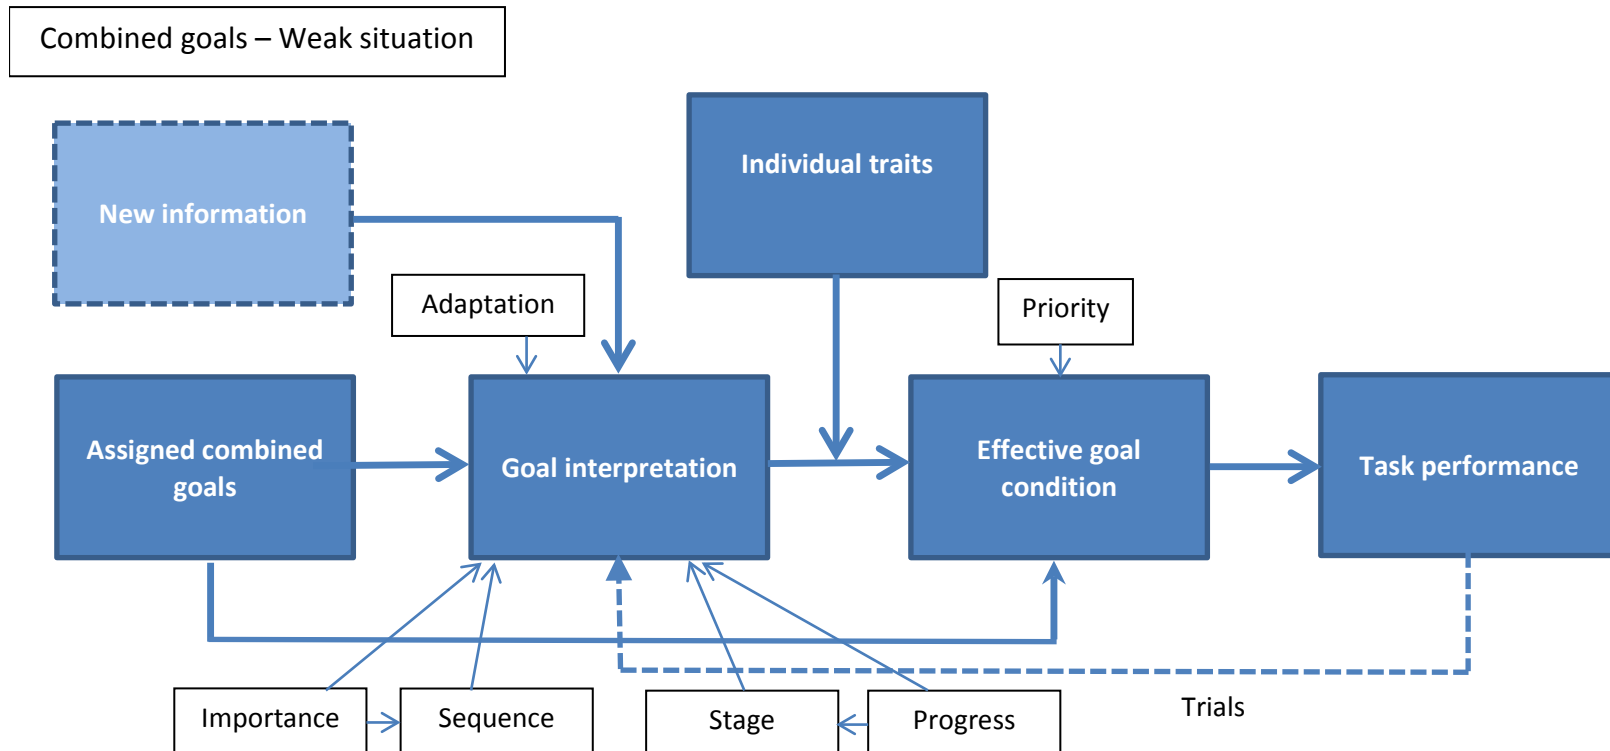 Combined goals – Weak situation
New information
Individual traits
Adaptation
Priority
Assigned combined
goals
Goal interpretation
Effective goal
condition
Task performance
Importance
Sequence
Stage
Progress
Trials